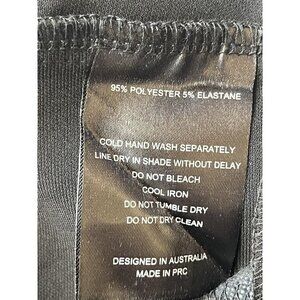 95% POLYESTER 5% ELASTANE
COLD HAND WASH SEPARATELY
LINE DRY IN SHADE WITHOUT DELAY
DO NOT BLEACH
COOL IRON
DO NOT TUMBLE DRY
DO NOT DRY CLEAN
DESIGNED IN AUSTRALIA
MADE IN PRC